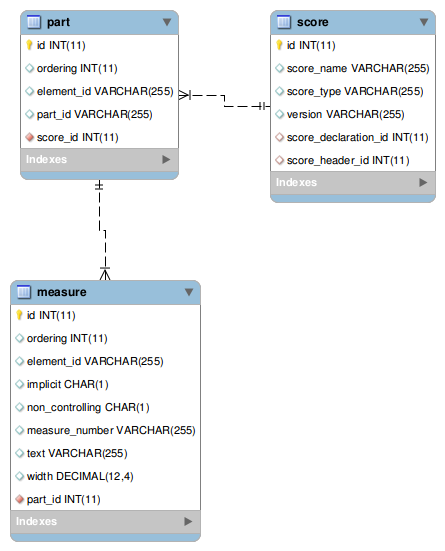 part
id INT(11)
ordering INT(11)
element_id VARCHAR(255)
part_id VARCHAR(255)
score_id INT(11)
Indexes
score
id INT(11)
score_name VARCHAR(255)
score_type VARCHAR(255)
version VARCHAR(255)
score_declaration_id INT(11)
score_header_id INT(11)
Indexes
measure
id INT(11)
ordering INT(11)
element_id VARCHAR(255)
implicit CHAR(1)
non_controlling CHAR(1)
measure_number VARCHAR(255)
text VARCHAR(255)
width DECIMAL(12,4)
part_id INT(11)
Indexes